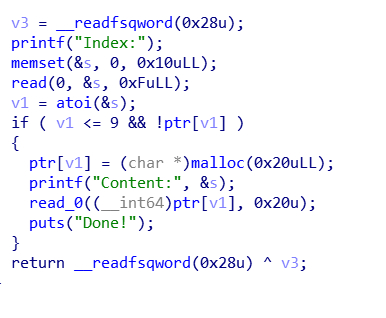 v3 = __readfsqword(0x28u);
printf("Index:");
memset(&s, 0, 0x10uLL);
read(0, &s, 0xFuLL);
v1 = atoi(&s);
if ( v1 <= 9 && !ptr[v1] )
{
ptr[v1] = (char *)malloc(0x20uLL);
printf("Content:", &s);
read_0((__int64)ptr[v1], 0x20u);
puts("Done!");
}
return __readfsqword(0x28u) ^ v3;